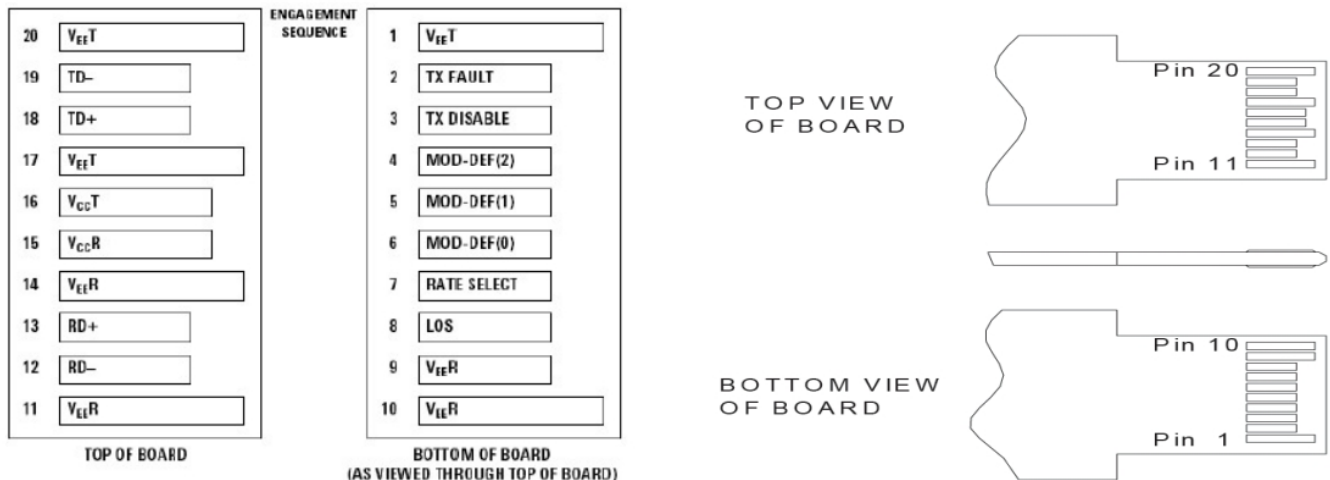 20 VEET
19 TD–
18 TD+
17 VEET
16 VCCT
15 VCCR
14 VEER
13 RD+
12 RD–
11 VEER
TOP OF BOARD
ENGAGEMENT
SEQUENCE
1 VEET
2 TX FAULT
3 TX DISABLE
4 MOD-DEF(2)
5 MOD-DEF(1)
6 MOD-DEF(0)
7 RATE SELECT
8 LOS
9 VEER
10 VEER
BOTTOM OF BOARD
(AS VIEWED THROUGH TOP OF BOARD)
TOP VIEW
OF BOARD
Pin 20
Pin 11
BOTTOM VIEW
OF BOARD
Pin 10
Pin 1